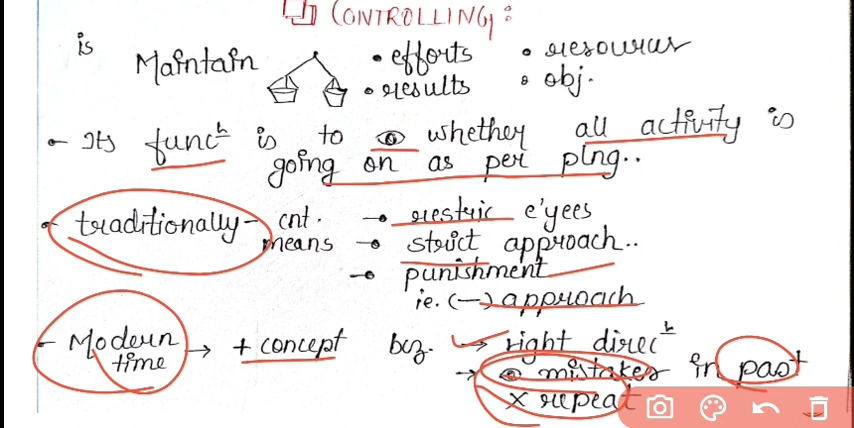 CONTROLLING:
is Maintain • efforts • resources
• results • obj.
- Its funcⁿ is to whether all activity is
going on as per plng..
- traditionally - cnt. → restric e'yees
means → strict approach..
→ punishment
ie. (-) approach
- Modern time → + concept bcz. → right direcⁿ
→ mistakes in past
x repeat